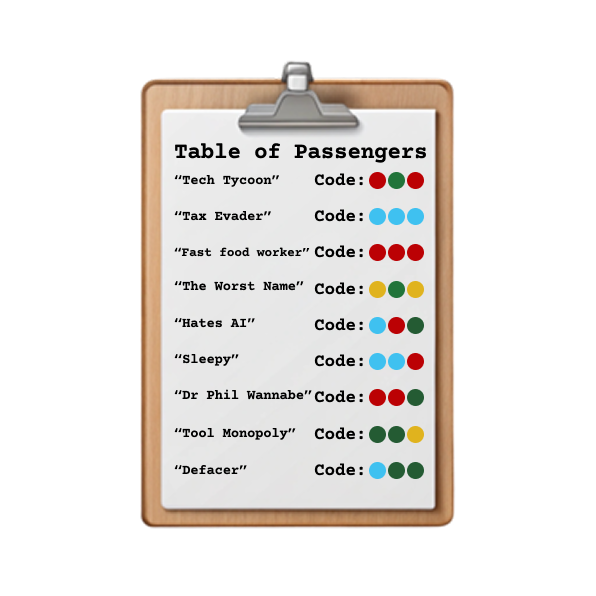 Table of Passengers
“Tech Tycoon” Code:
“Tax Evader” Code:
“Fast food worker” Code:
“The Worst Name” Code:
“Hates AI” Code:
“Sleepy” Code:
“Dr Phil Wannabe” Code:
“Tool Monopoly” Code:
“Defacer” Code: